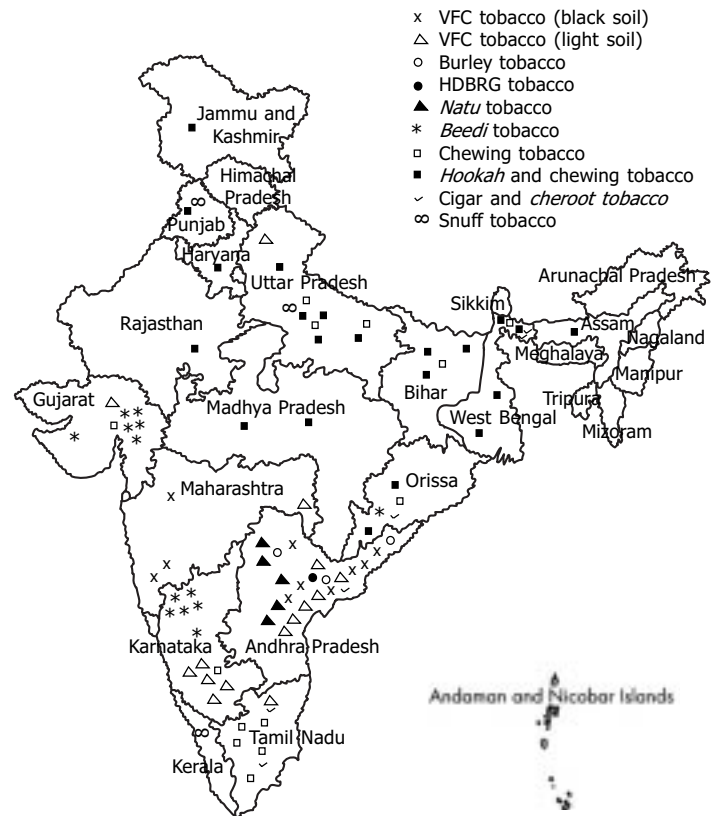 VFC tobacco (black soil)
VFC tobacco (light soil)
Burley tobacco
HDBRG tobacco
Natu tobacco
Beedi tobacco
Chewing tobacco
Hookah and chewing tobacco
Cigar and cheroot tobacco
Snuff tobacco
Jammu and
Kashmir
Himachal
Pradesh
Punjab
Haryana
Uttar Pradesh
Arunachal Pradesh
Sikkim
Rajasthan
Assam
Nagaland
Meghalaya
Manipur
Bihar
Gujarat
Madhya Pradesh
Tripura
West Bengal
Mizoram
Maharashtra
Orissa
Karnataka
Andhra Pradesh
Andaman and Nicobar Islands
Tamil Nadu
Kerala